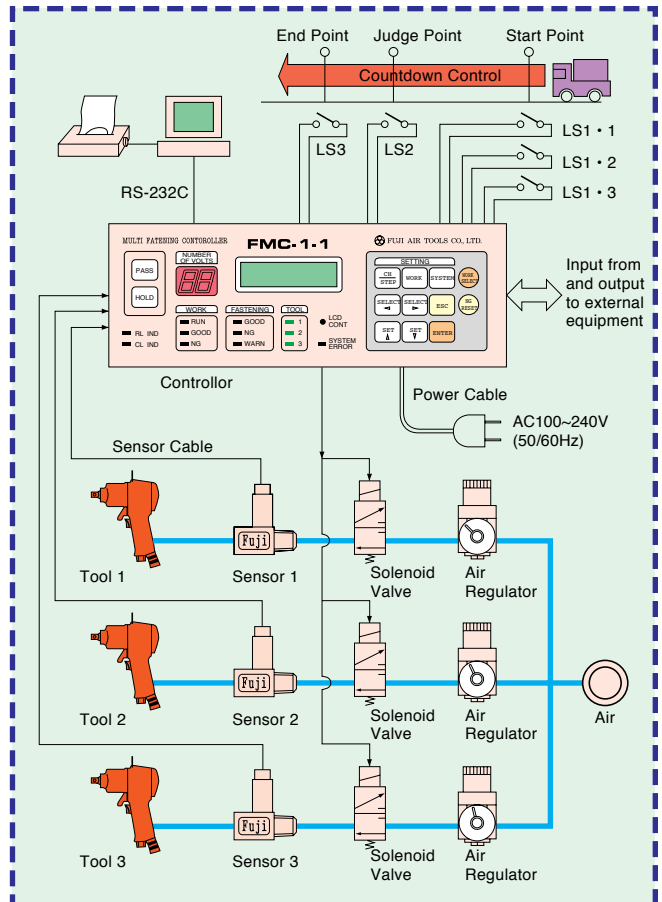 End Point Judge Point Start Point
Countdown Control
LS3 LS2 LS1・1
LS1・2
LS1・3
RS-232C
MULTI FATENING CONTOROLLER FMC-1-1 FUJI AIR TOOLS CO., LTD.
PASS
HOLD
NUMBER
OF VOLTS
SETTING
CH
STEP
WORK
SYSTEM
WORK
SELECT
SELECT
SELECT
ESC
NG
RESET
SET
SET
ENTER
RL IND
CL IND
WORK
RUN
GOOD
NG
FASTENING
GOOD
NG
WARN
TOOL
1
2
3
LCD
CONT
SYSTEM
ERROR
Input from
and output
to external
equipment
Controllor
Power Cable
AC100~240V
(50/60Hz)
Sensor Cable
Fuji
Tool 1 Sensor 1 Solenoid
Valve
Air
Regulator
Fuji
Tool 2 Sensor 2 Solenoid
Valve
Air
Regulator
Air
Fuji
Tool 3 Sensor 3 Solenoid
Valve
Air
Regulator